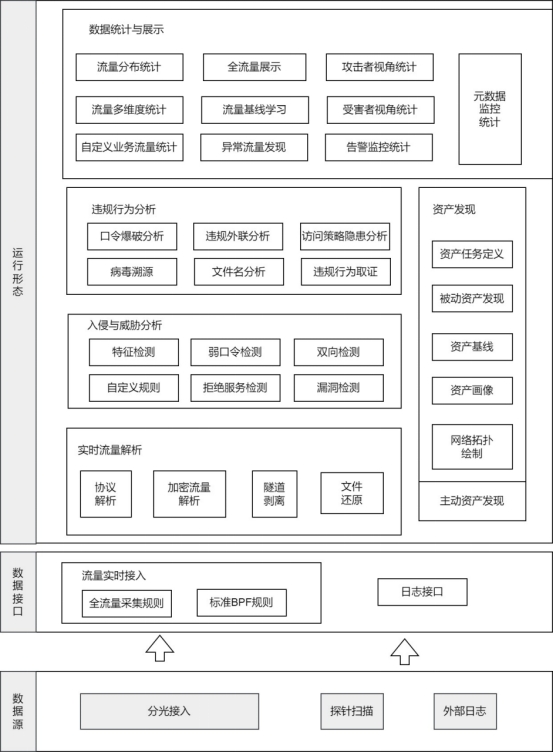 运行形态
数据统计与展示
流量分布统计
全流量展示
攻击者视角统计
流量多维度统计
流量基线学习
受害者视角统计
自定义业务流量统计
异常流量发现
告警监控统计
元数据
监控
统计
违规行为分析
口令爆破分析
违规外联分析
访问策略隐患分析
病毒溯源
文件名分析
违规行为取证
入侵与威胁分析
特征检测
弱口令检测
双向检测
自定义规则
拒绝服务检测
漏洞检测
实时流量解析
协议
解析
加密流量
解析
隧道
剥离
文件
还原
资产发现
资产任务定义
被动资产发现
资产基线
资产画像
网络拓扑
绘制
主动资产发现
数据接口
流量实时接入
全流量采集规则
标准BPF规则
日志接口
数据源
分光接入
探针扫描
外部日志